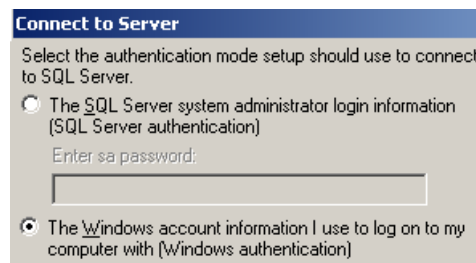 Connect to Server
Select the authentication mode setup should use to connect
to SQL Server.
The SQL Server system administrator login information
(SQL Server authentication)
Enter sa password:
The Windows account information I use to log on to my
computer with (Windows authentication)